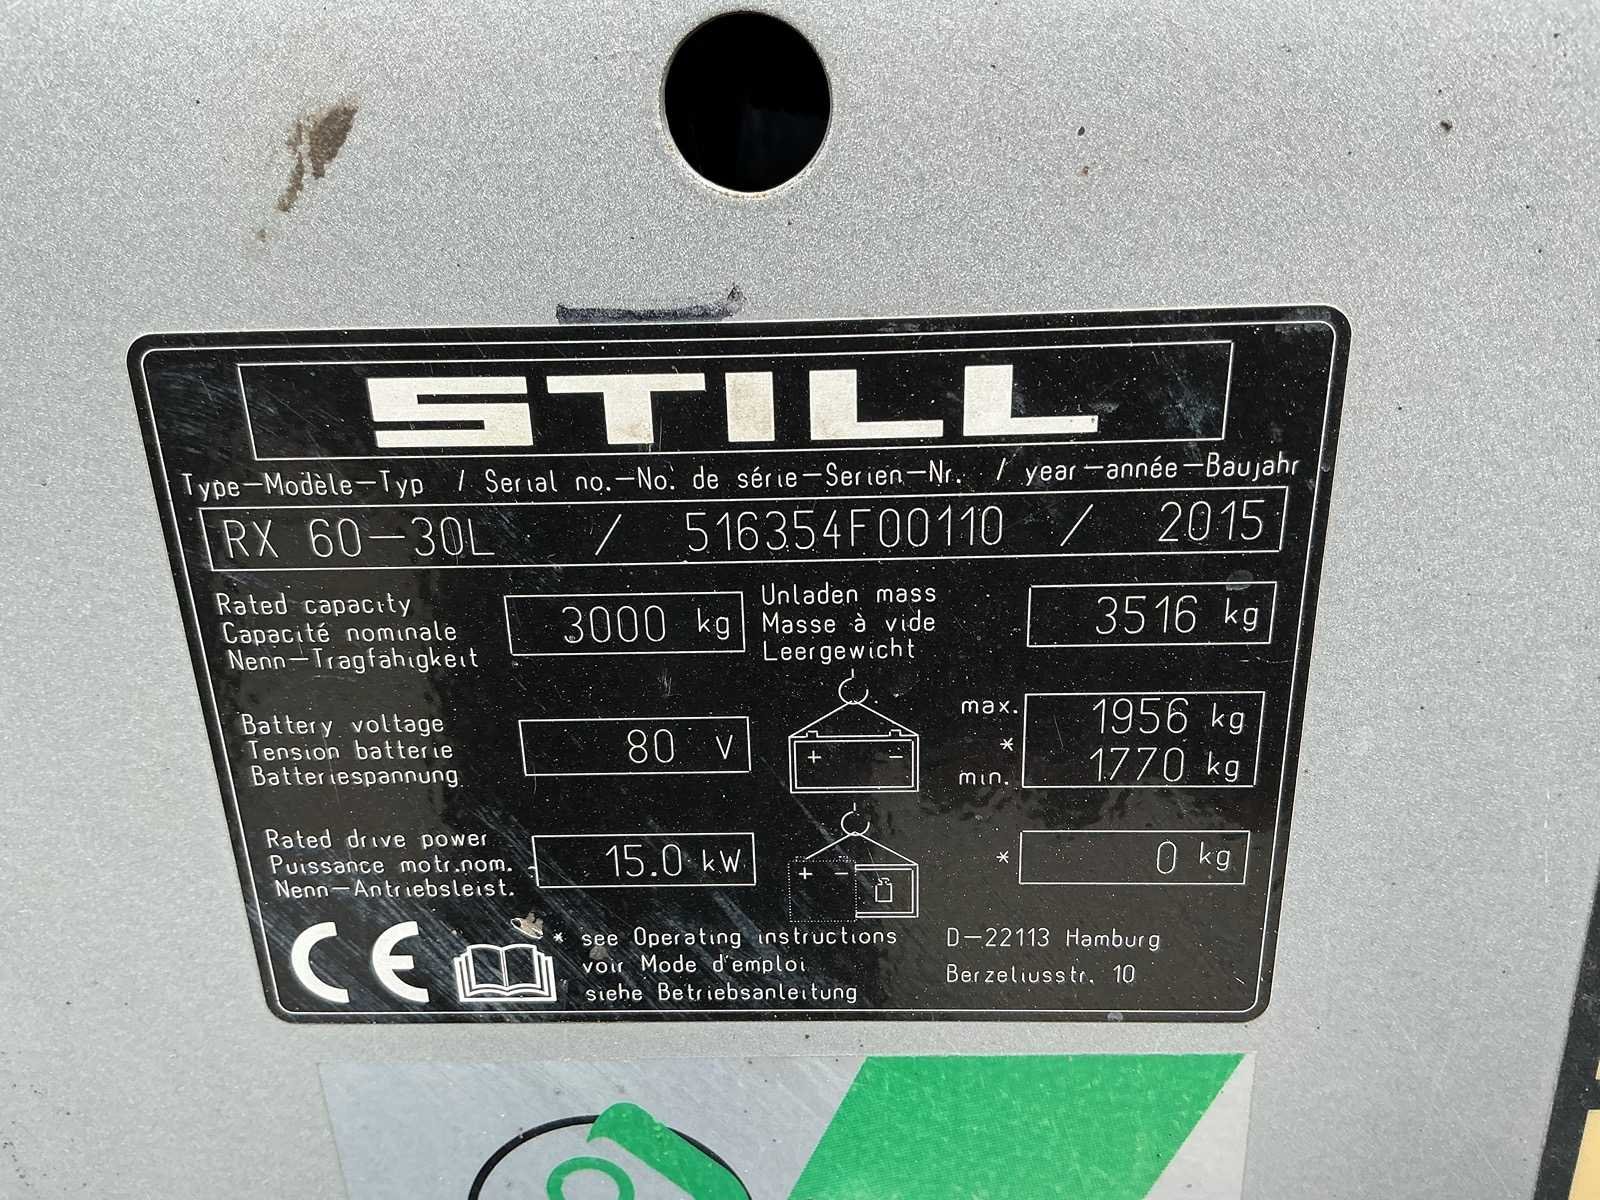 STILL
Type-Modèle-Typ / Serial no.-No. de série-Serien-Nr. / year-année-Baujahr
RX 60-30L / 516354F00110 / 2015
Rated capacity
Capacité nominale
Nenn-Tragfähigkeit
3000 kg
Unladen mass
Masse à vide
Leergewicht
3516 kg
Battery voltage
Tension batterie
Batteriespannung
80 V
+ -
max.
*
min.
1956 kg
1770 kg
Rated drive power
Puissance motr.nom.
Nenn-Antriebsleist.
15.0 kW
+ -
* 0 kg
CE
* see Operating instructions
voir Mode d'emploi
siehe Betriebsanleitung
D-22113 Hamburg
Berzeliusstr. 10